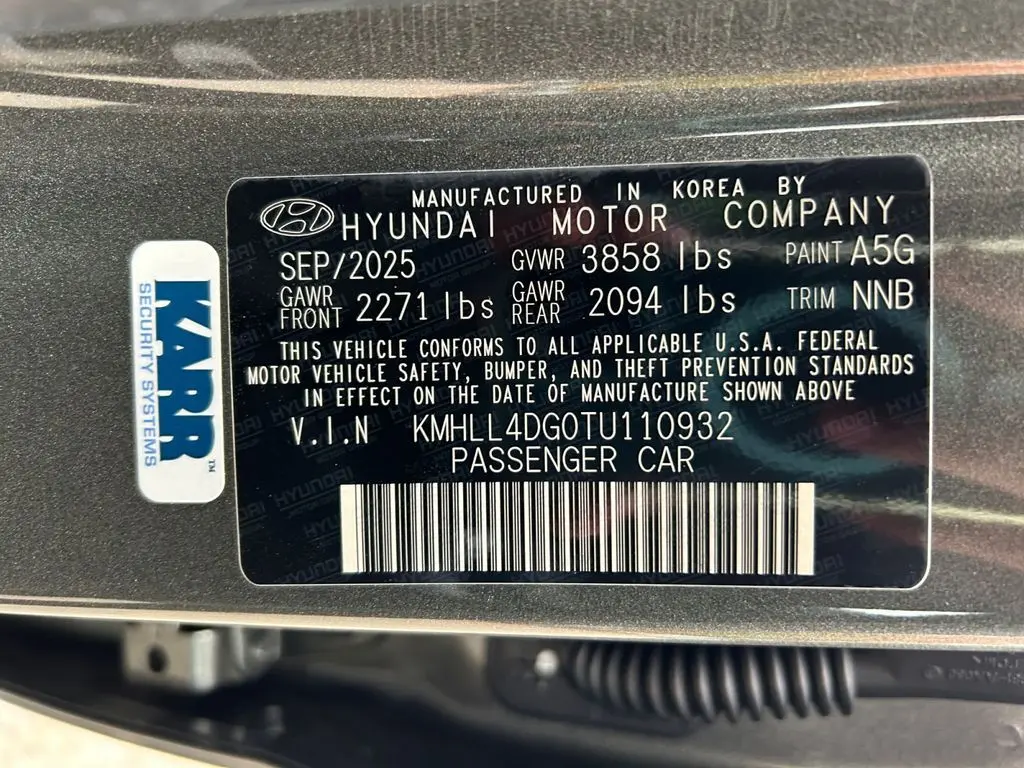 MANUFACTURED IN KOREA BY
HYUNDAI MOTOR COMPANY
SEP/2025 GVWR 3858 lbs PAINT A5G
GAWR FRONT 2271 lbs GAWR REAR 2094 lbs TRIM NNB
THIS VEHICLE CONFORMS TO ALL APPLICABLE U.S.A. FEDERAL
MOTOR VEHICLE SAFETY, BUMPER, AND THEFT PREVENTION STANDARDS
IN EFFECT ON THE DATE OF MANUFACTURE SHOWN ABOVE
V.I.N KMHLL4DG0TU110932
PASSENGER CAR
KARR™
SECURITY SYSTEMS